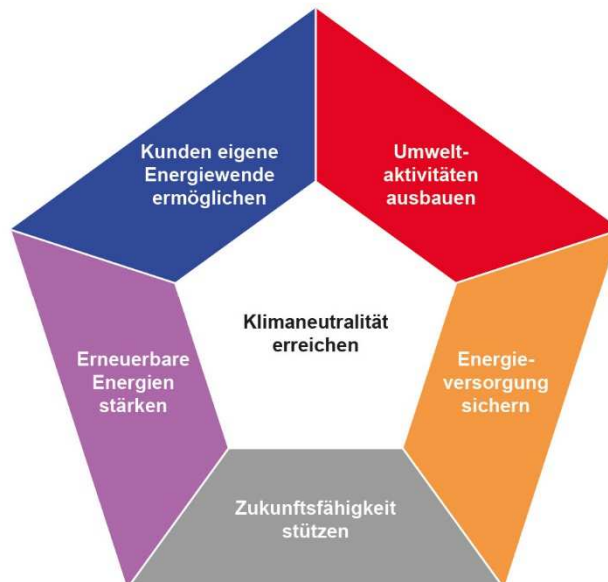 Kunden eigene
Energiewende
ermöglichen
Umwelt-
aktivitäten
ausbauen
Klimaneutralität
erreichen
Erneuerbare
Energien
stärken
Energie-
versorgung
sichern
Zukunftsfähigkeit
stützen